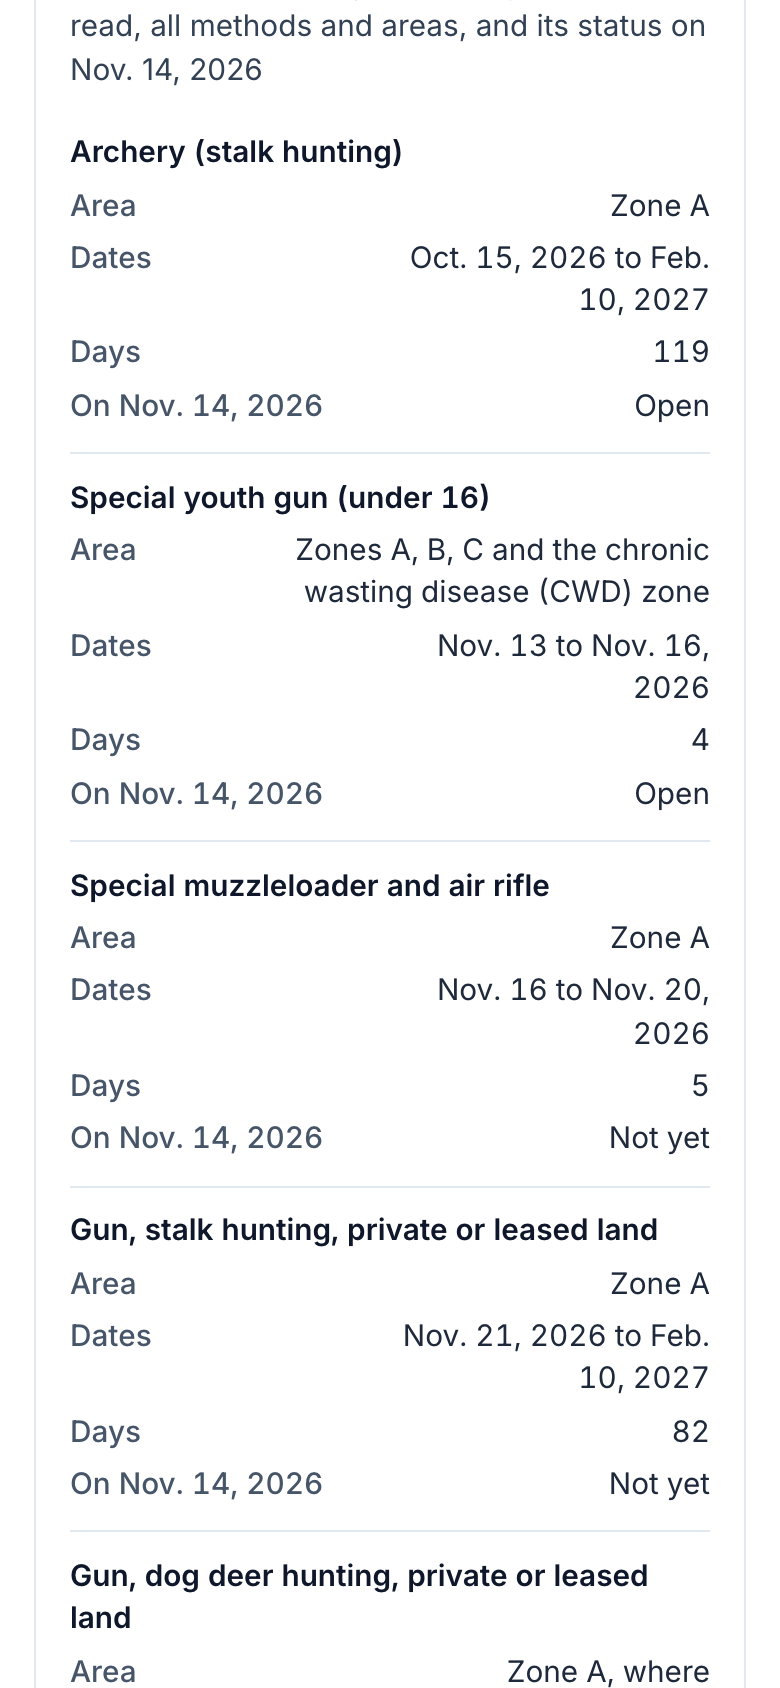 read, all methods and areas, and its status on
Nov. 14, 2026
Archery (stalk hunting)
Area Zone A
Dates Oct. 15, 2026 to Feb.
10, 2027
Days 119
On Nov. 14, 2026 Open
Special youth gun (under 16)
Area Zones A, B, C and the chronic
wasting disease (CWD) zone
Dates Nov. 13 to Nov. 16,
2026
Days 4
On Nov. 14, 2026 Open
Special muzzleloader and air rifle
Area Zone A
Dates Nov. 16 to Nov. 20,
2026
Days 5
On Nov. 14, 2026 Not yet
Gun, stalk hunting, private or leased land
Area Zone A
Dates Nov. 21, 2026 to Feb.
10, 2027
Days 82
On Nov. 14, 2026 Not yet
Gun, dog deer hunting, private or leased
land
Area Zone A, where